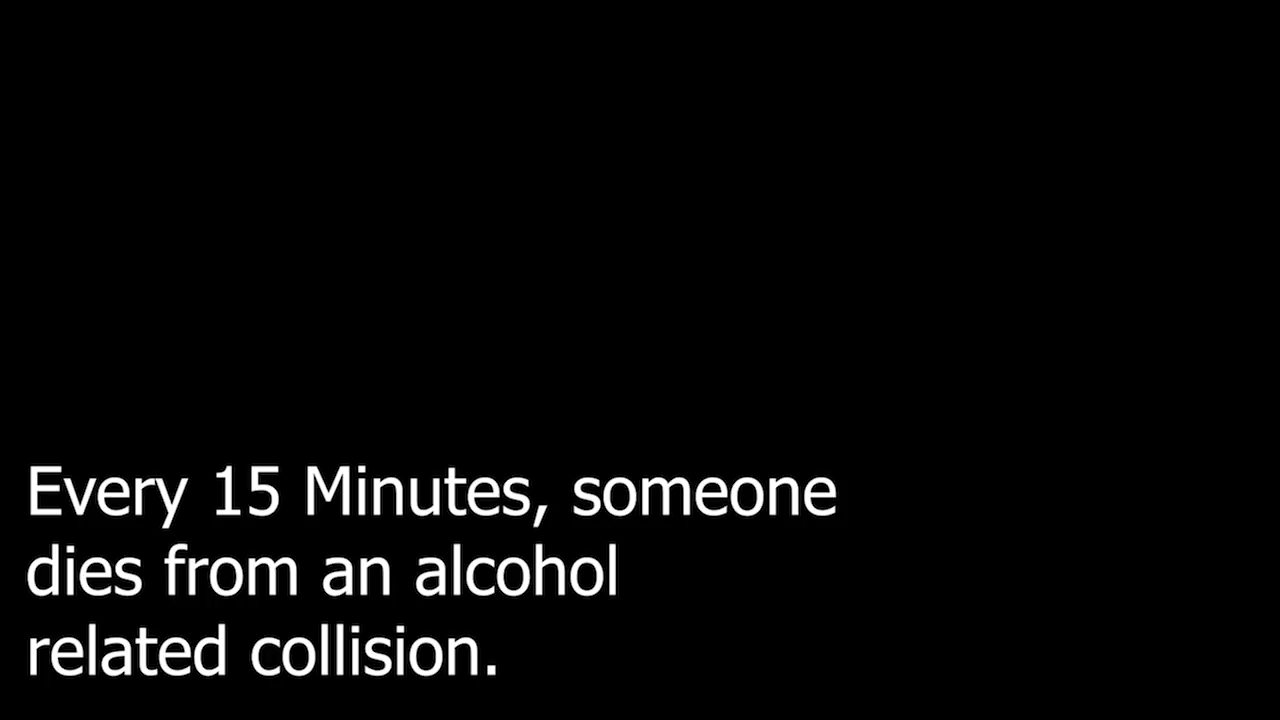 Every 15 Minutes, someone
dies from an alcohol
related collision.